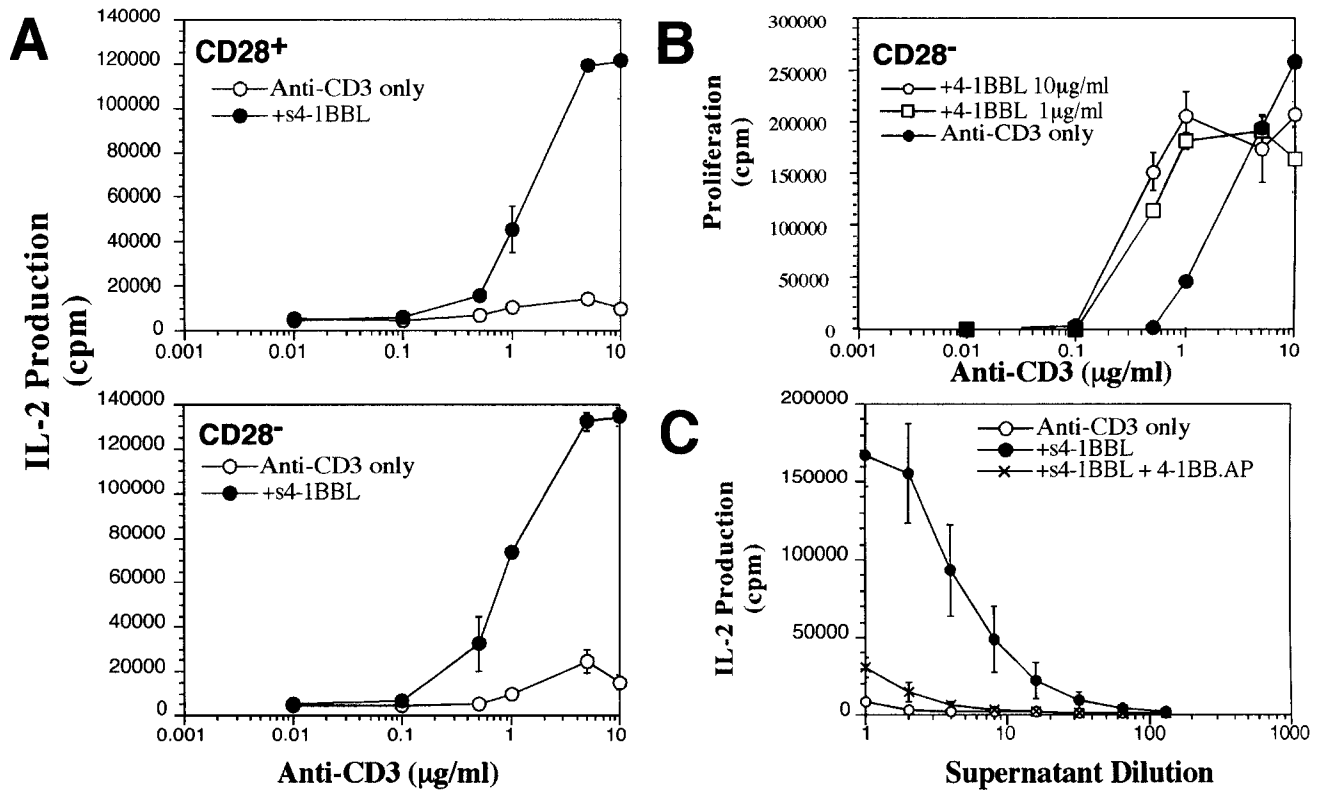 A
CD28+
Anti-CD3 only
+s4-1BBL
140000
120000
100000
80000
60000
40000
20000
0
0.001
0.01
0.1
1
10
CD28-
Anti-CD3 only
+s4-1BBL
140000
120000
100000
80000
60000
40000
20000
0
0.001
0.01
0.1
1
10
IL-2 Production
(cpm)
Anti-CD3 (μg/ml)
B
CD28-
+4-1BBL 10μg/ml
+4-1BBL 1μg/ml
Anti-CD3 only
300000
250000
200000
150000
100000
50000
0
Proliferation
(cpm)
0.001
0.01
0.1
1
10
Anti-CD3 (μg/ml)
C
Anti-CD3 only
+s4-1BBL
+s4-1BBL + 4-1BB.AP
200000
150000
100000
50000
0
IL-2 Production
(cpm)
1
10
100
1000
Supernatant Dilution